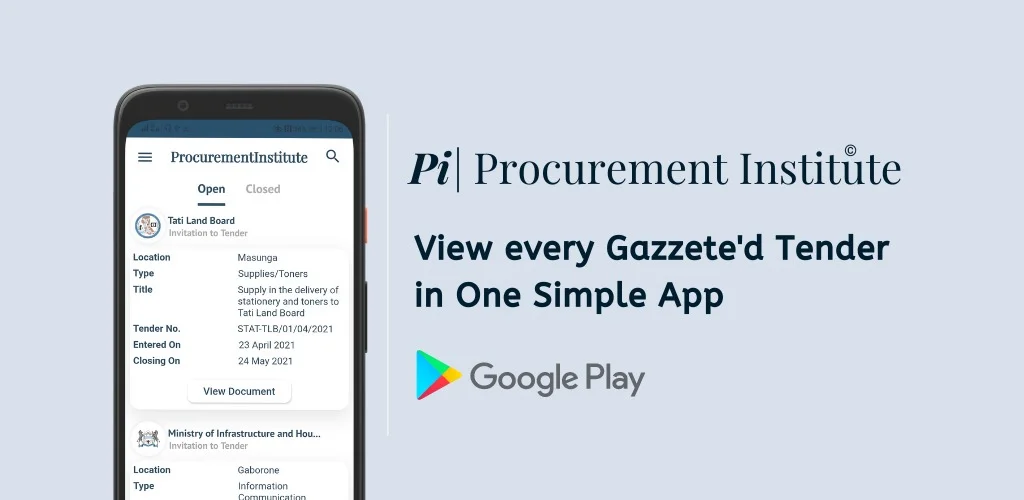 ProcurementInstitute
Open Closed
Tati Land Board
Invitation to Tender
Location Masunga
Type Supplies/Toners
Title Supply in the delivery of
stationery and toners to
Tati Land Board
Tender No. STAT-TLB/01/04/2021
Entered On 23 April 2021
Closing On 24 May 2021
View Document
Ministry of Infrastructure and Hou...
Invitation to Tender
Location Gaborone
Type Information
Communication
Pi| Procurement Institute ©
View every Gazzete'd Tender
in One Simple App
Google Play